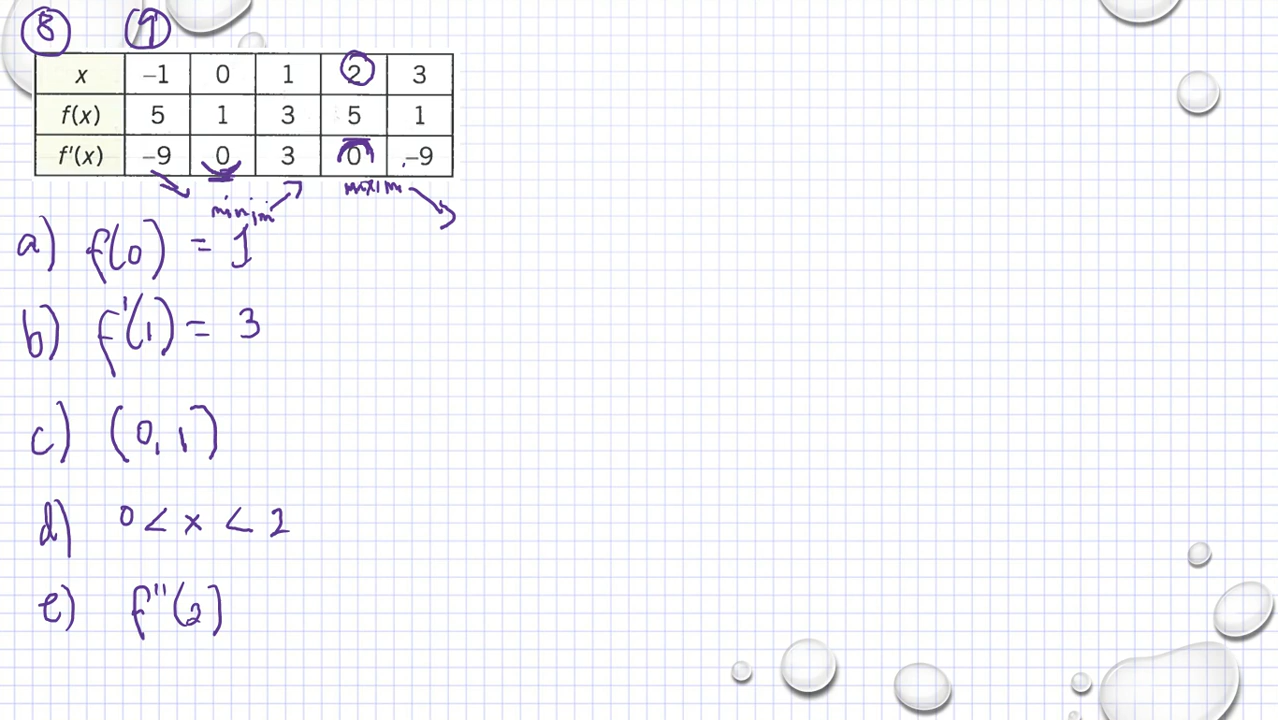 8 9
x –1 0 1 2 3
f(x) 5 1 3 5 1
f'(x) –9 0 3 0 –9
minim maxim
a) f(0) = 1
b) f'(1) = 3
c) (0, 1)
d) 0 < x < 2
e) f''(2)